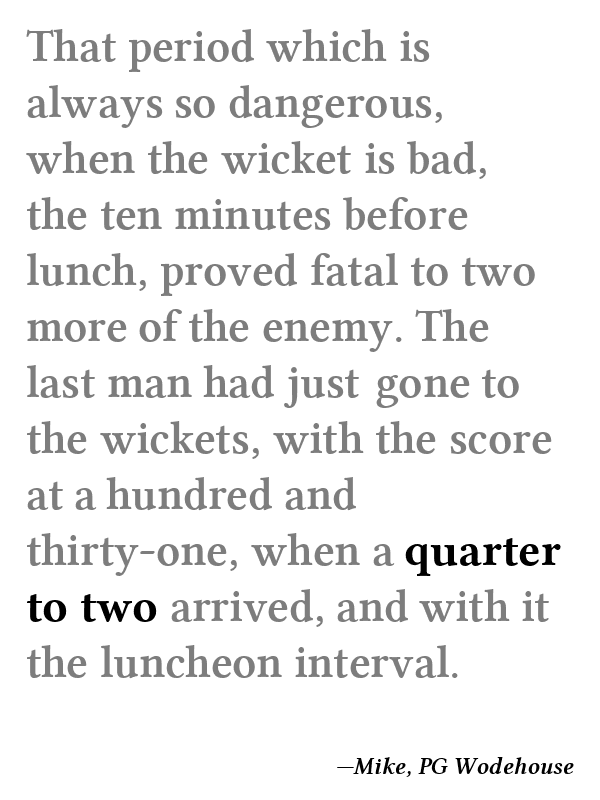 That period which is
always so dangerous,
when the wicket is bad,
the ten minutes before
lunch, proved fatal to two
more of the enemy. The
last man had just gone to
the wickets, with the score
at a hundred and
thirty-one, when a quarter
to two arrived, and with it
the luncheon interval.
—Mike, PG Wodehouse